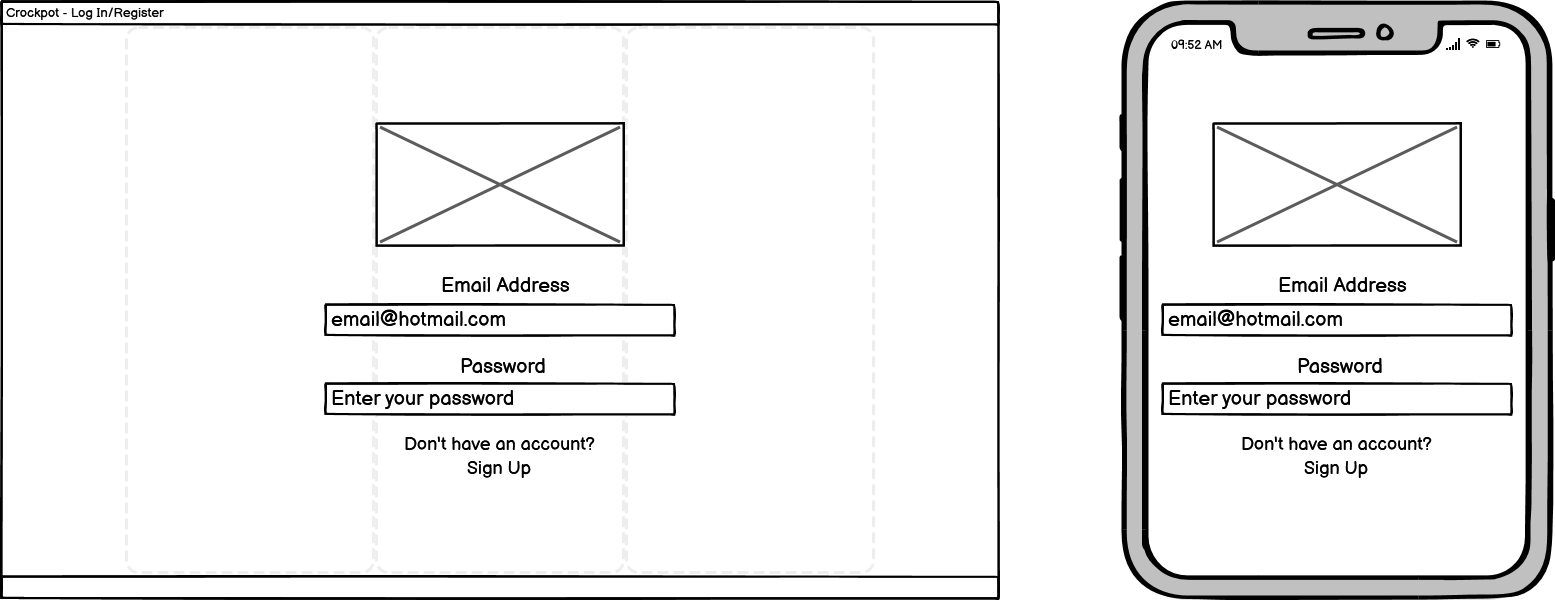 Crockpot - Log In/Register
Email Address
email@hotmail.com
Password
Enter your password
Don't have an account?
Sign Up
09:52 AM
Email Address
email@hotmail.com
Password
Enter your password
Don't have an account?
Sign Up